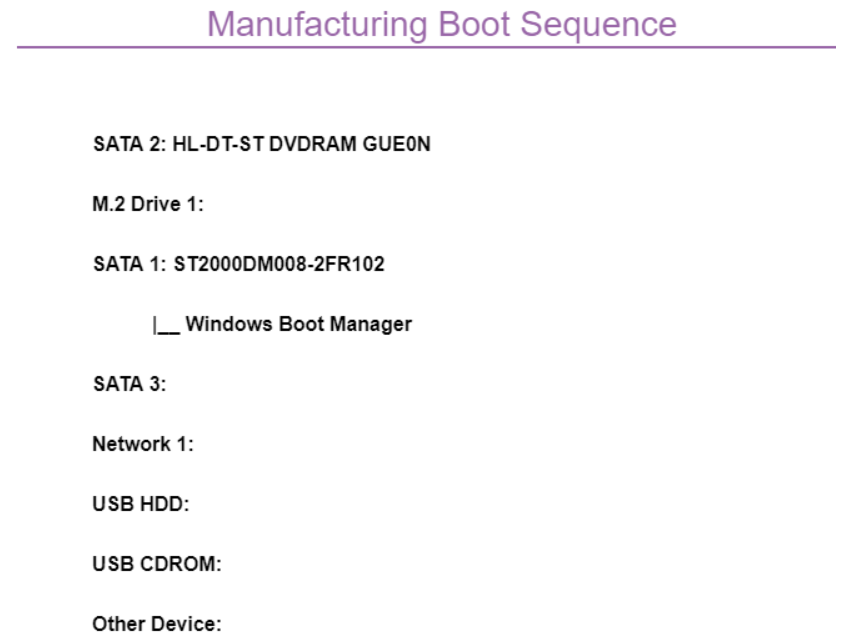 Manufacturing Boot Sequence
SATA 2: HL-DT-ST DVDRAM GUE0N
M.2 Drive 1:
SATA 1: ST2000DM008-2FR102
|__ Windows Boot Manager
SATA 3:
Network 1:
USB HDD:
USB CDROM:
Other Device: